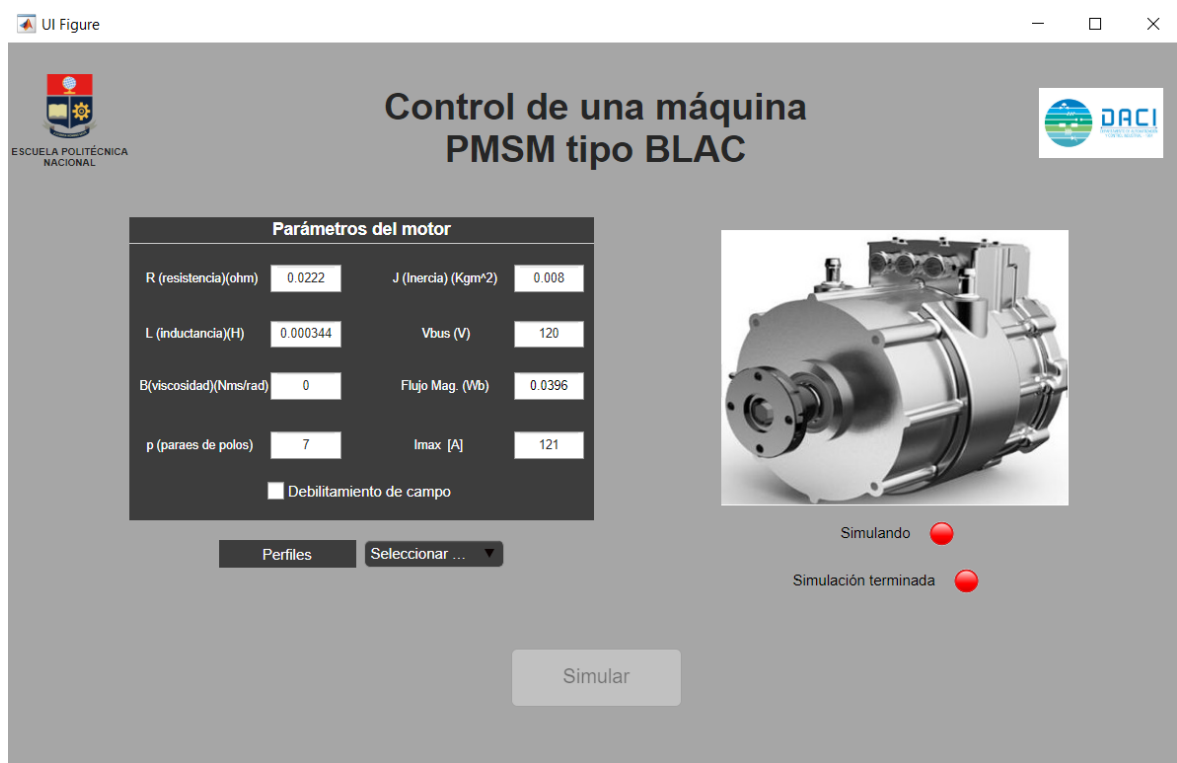 UI Figure
ESCUELA POLITÉCNICA
NACIONAL
Control de una máquina
PMSM tipo BLAC
DACI
Parámetros del motor
R (resistencia)(ohm) 0.0222 J (Inercia) (Kgm^2) 0.008
L (inductancia)(H) 0.000344 Vbus (V) 120
B(viscosidad)(Nms/rad) 0 Flujo Mag. (Wb) 0.0396
p (paraes de polos) 7 Imax [A] 121
Debilitamiento de campo
Perfiles Seleccionar ...
Simulando
Simulación terminada
Simular